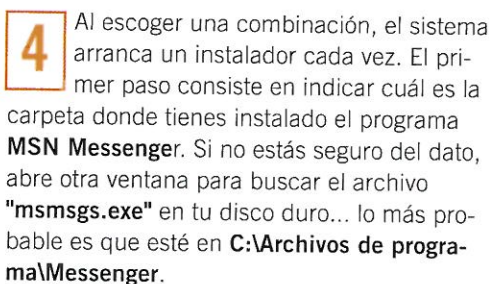 4 Al escoger una combinación, el sistema
arranca un instalador cada vez. El pri-
mer paso consiste en indicar cuál es la
carpeta donde tienes instalado el programa
MSN Messenger. Si no estás seguro del dato,
abre otra ventana para buscar el archivo
"msmsgs.exe" en tu disco duro... lo más pro-
bable es que esté en C:\Archivos de progra-
ma\Messenger.